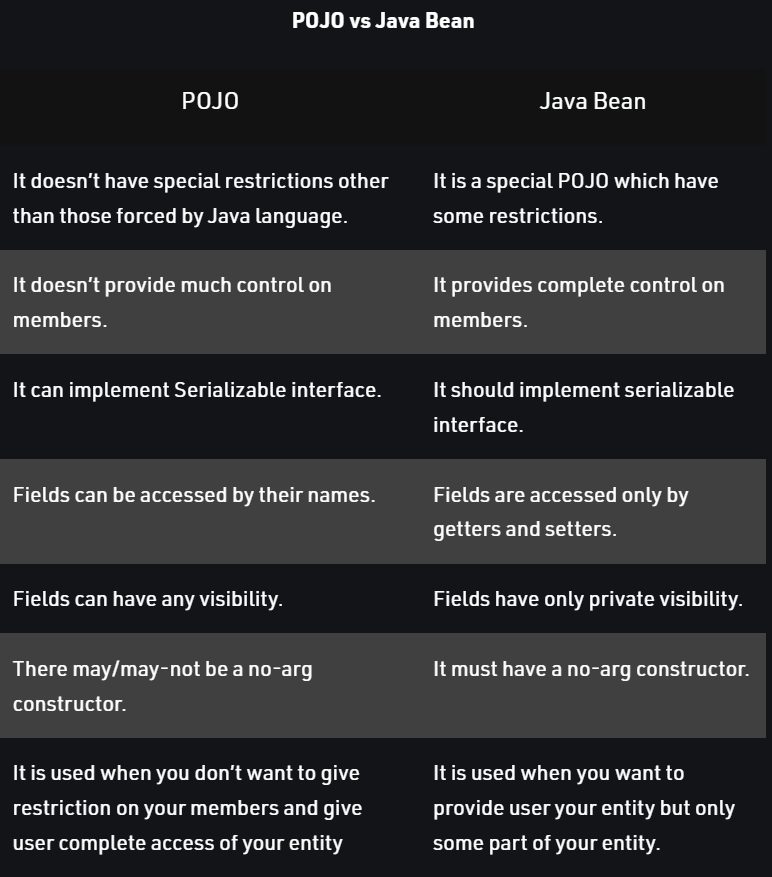 POJO vs Java Bean
POJO
Java Bean
It doesn't have special restrictions other
than those forced by Java language.
It is a special POJO which have
some restrictions.
It doesn't provide much control on
members.
It provides complete control on
members.
It can implement Serializable interface.
It should implement serializable
interface.
Fields can be accessed by their names.
Fields are accessed only by
getters and setters.
Fields can have any visibility.
Fields have only private visibility.
There may/may-not be a no-arg
constructor.
It must have a no-arg constructor.
It is used when you don't want to give
restriction on your members and give
user complete access of your entity
It is used when you want to
provide user your entity but only
some part of your entity.